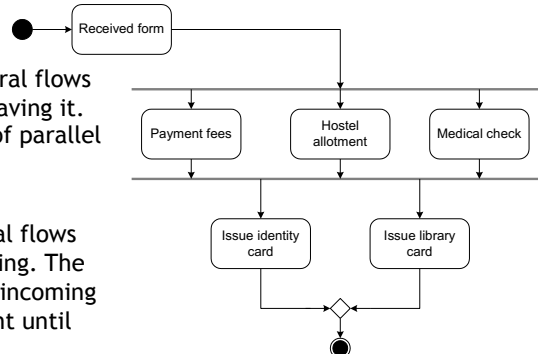 Received form
ral flows
aving it.
of parallel
Payment fees
Hostel
allotment
Medical check
al flows
ing. The
incoming
nt until
Issue identity
card
Issue library
card